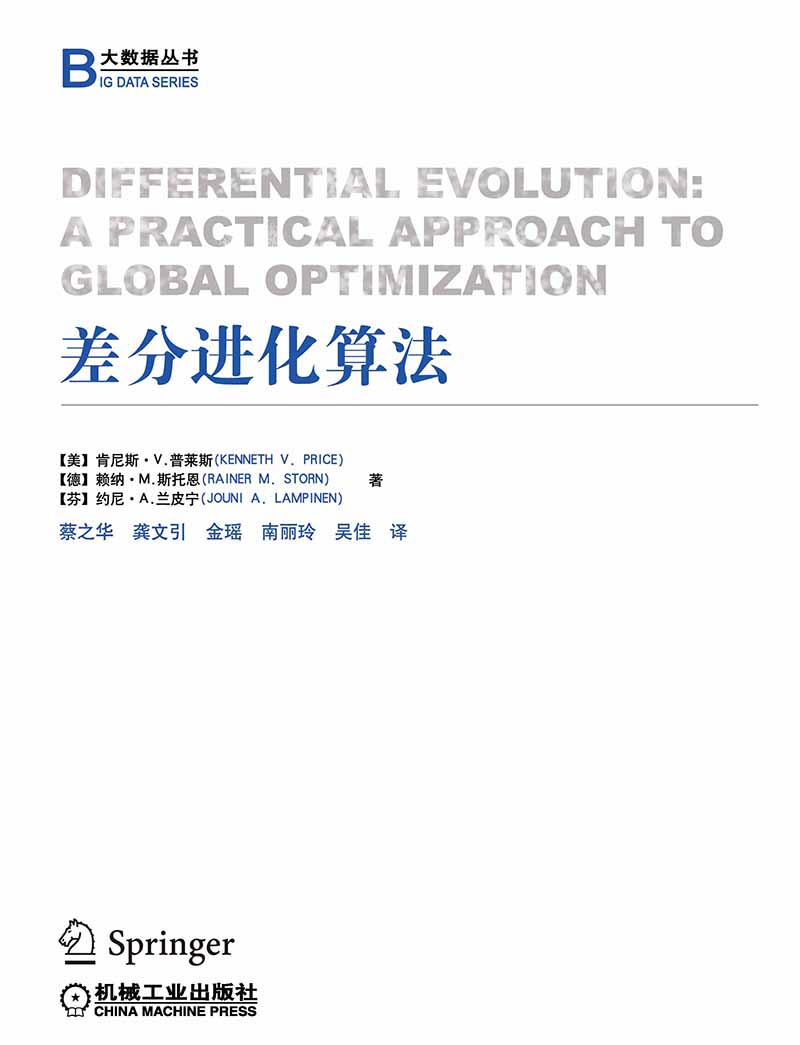 大数据丛书
BIG DATA SERIES
DIFFERENTIAL EVOLUTION:
A PRACTICAL APPROACH TO
GLOBAL OPTIMIZATION
差分进化算法
【美】肯尼斯·V.普莱斯(KENNETH V. PRICE)
【德】赖纳·M.斯托恩(RAINER M. STORN) 著
【芬】约尼·A.兰皮宁(JOUNI A. LAMPINEN)
蔡之华 龚文引 金瑶 南丽玲 吴佳 译
Springer
机械工业出版社
CHINA MACHINE PRESS